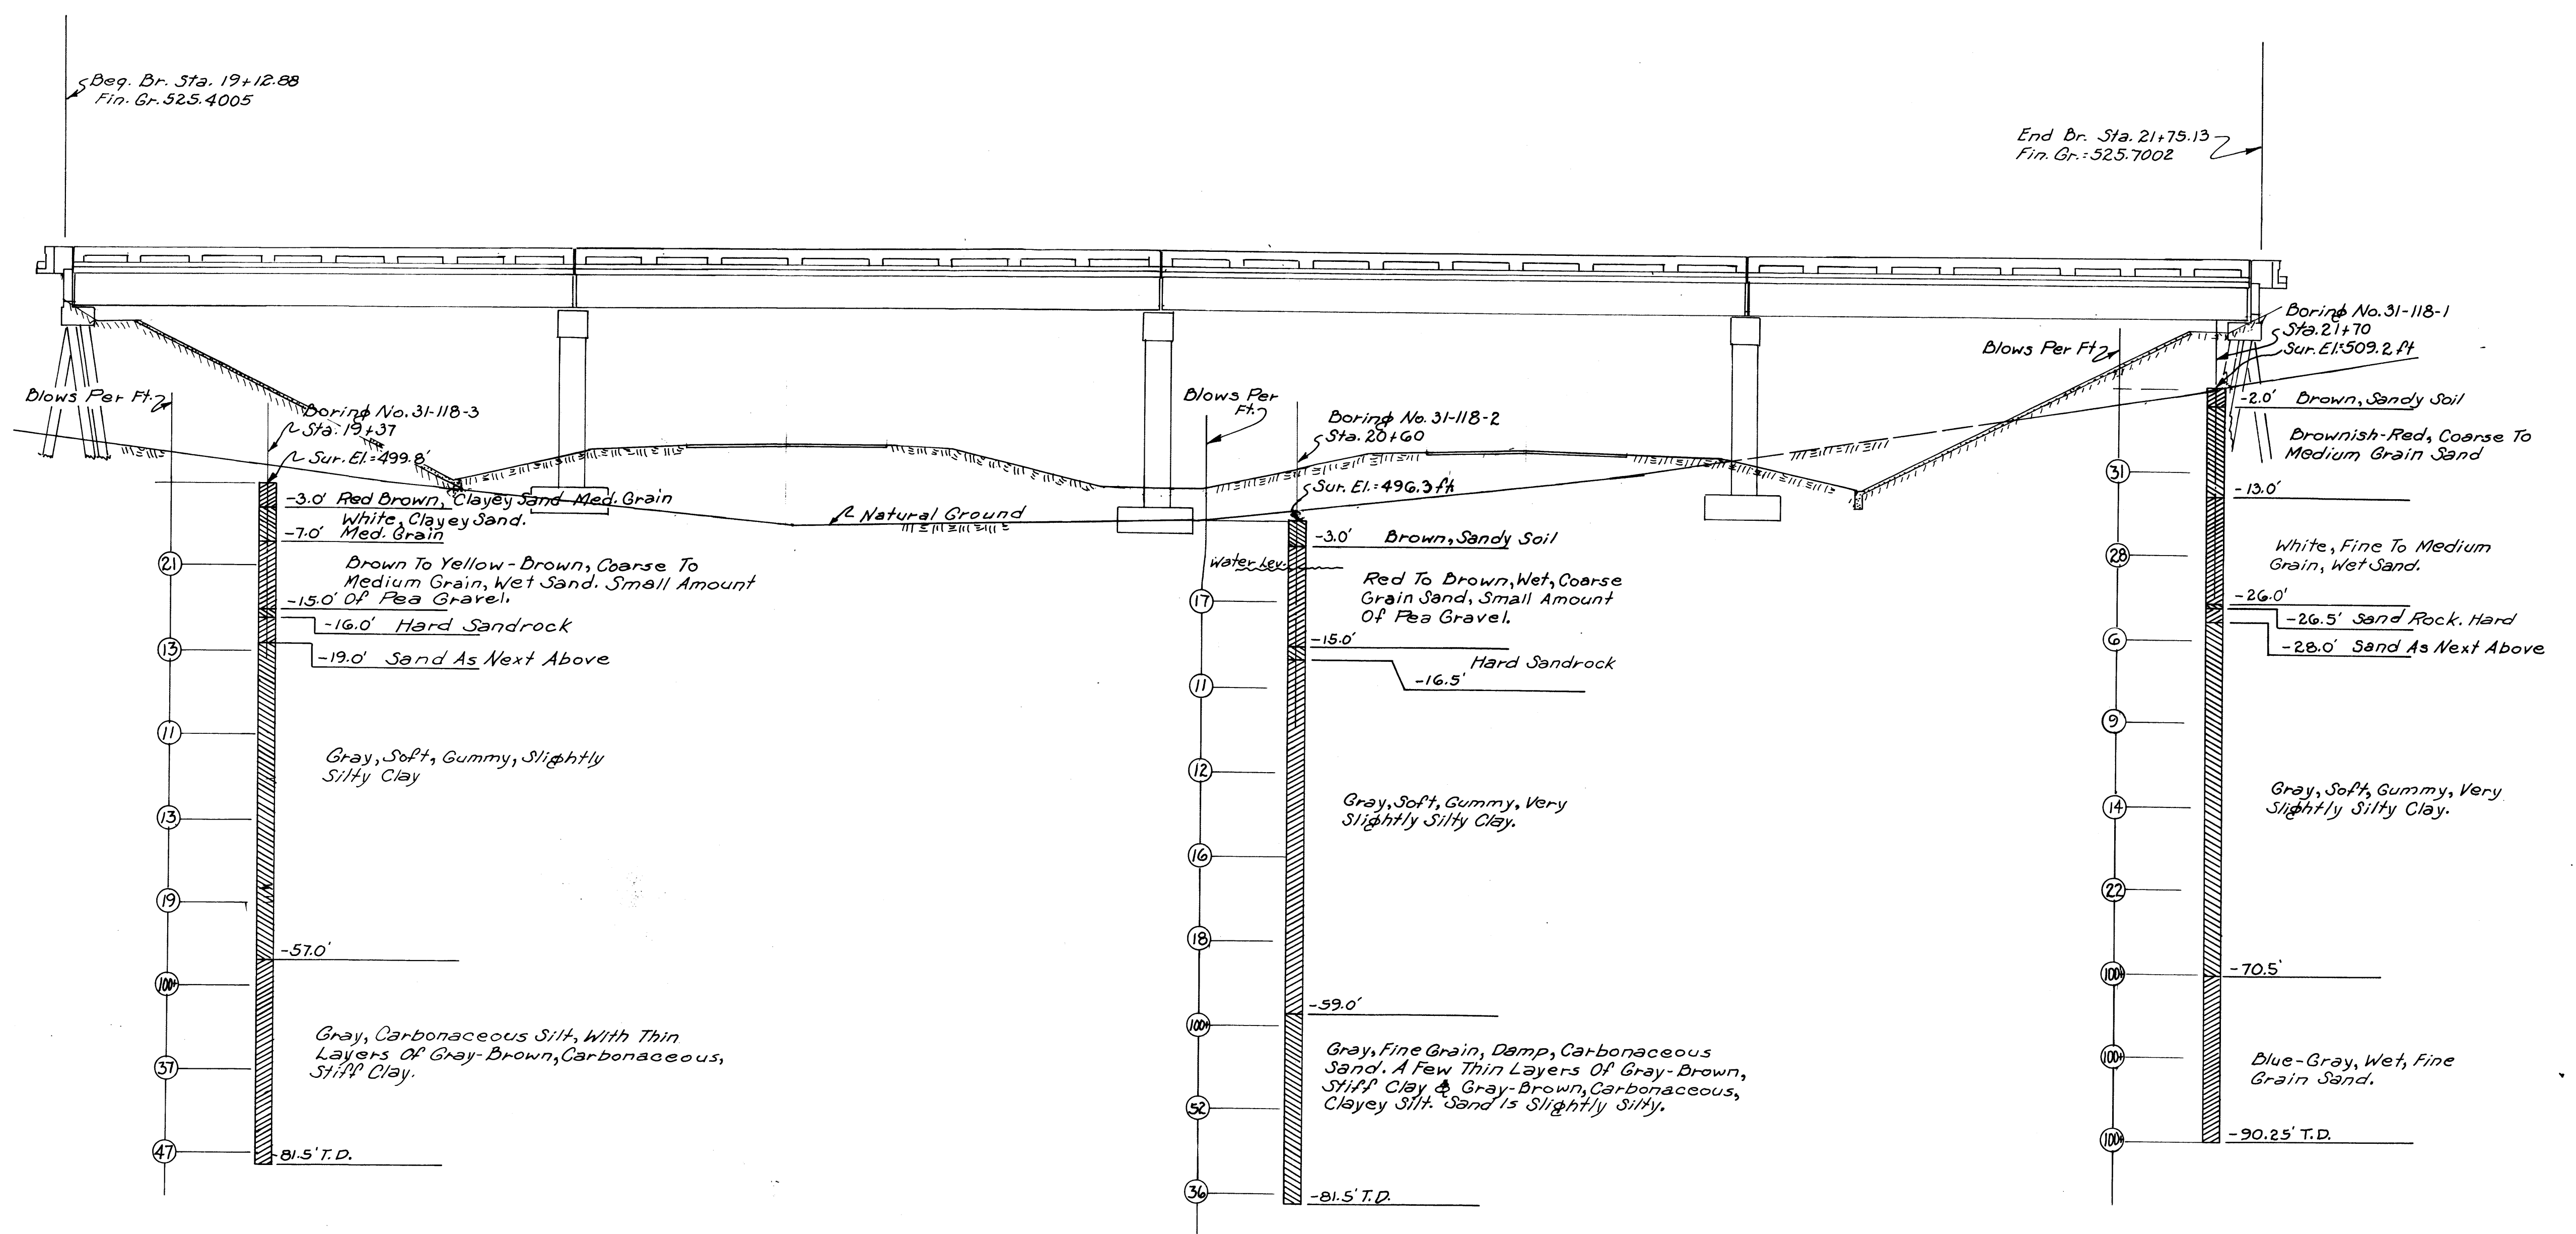 Beg. Br. Sta. 19+12.88
Fin. Gr. 525.4005
End Br. Sta. 21+75.13
Fin. Gr.=525.7002
Blows Per Ft.
Boring No. 31-118-3
Sta. 19+37
Sur. El.=499.8'
-3.0' Red Brown, Clayey Sand Med. Grain
White, Clayey Sand.
-7.0' Med. Grain
Brown To Yellow-Brown, Coarse To
Medium Grain, Wet Sand. Small Amount
-15.0' Of Pea Gravel.
-16.0' Hard Sandrock
-19.0' Sand As Next Above
Gray, Soft, Gummy, Slightly
Silty Clay
-57.0'
Gray, Carbonaceous Silt, With Thin
Layers Of Gray-Brown, Carbonaceous,
Stiff Clay.
-81.5' T.D.
21
13
11
13
19
100+
37
47
Natural Ground
Blows Per
Ft.
Boring No. 31-118-2
Sta. 20+60
Sur. El.=496.3 ft
-3.0' Brown, Sandy Soil
Water Lev.
Red To Brown, Wet, Coarse
Grain Sand, Small Amount
Of Pea Gravel.
-15.0'
Hard Sandrock
-16.5'
Gray, Soft, Gummy, Very
Slightly Silty Clay.
-59.0'
Gray, Fine Grain, Damp, Carbonaceous
Sand. A Few Thin Layers Of Gray-Brown,
Stiff Clay & Gray-Brown, Carbonaceous,
Clayey Silt. Sand Is Slightly Silty.
-81.5' T.D.
17
11
12
16
18
100+
52
36
Blows Per Ft.
Boring No. 31-118-1
Sta. 21+70
Sur. El.=509.2 ft
-2.0' Brown, Sandy Soil
Brownish-Red, Coarse To
Medium Grain Sand
-13.0'
White, Fine To Medium
Grain, Wet Sand.
-26.0'
-26.5' Sand Rock. Hard
-28.0' Sand As Next Above
Gray, Soft, Gummy, Very
Slightly Silty Clay.
-70.5'
Blue-Gray, Wet, Fine
Grain Sand.
-90.25' T.D.
31
28
6
9
14
22
100+
100+
100+